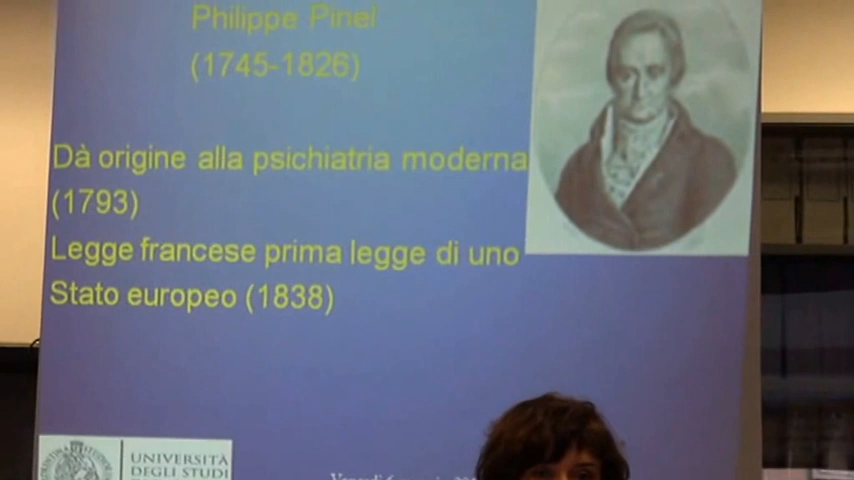 Philippe Pinel
(1745-1826)
Dà origine alla psichiatria moderna
(1793)
Legge francese prima legge di uno
Stato europeo (1838)
UNIVERSITÀ
DEGLI STUDI